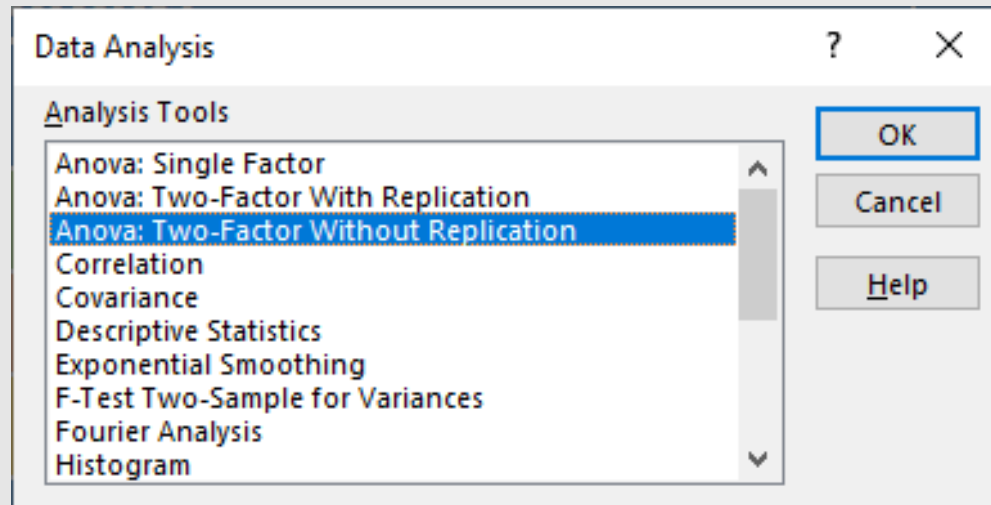 Data Analysis
?
Analysis Tools
Anova: Single Factor
Anova: Two-Factor With Replication
Anova: Two-Factor Without Replication
Correlation
Covariance
Descriptive Statistics
Exponential Smoothing
F-Test Two-Sample for Variances
Fourier Analysis
Histogram
OK
Cancel
Help